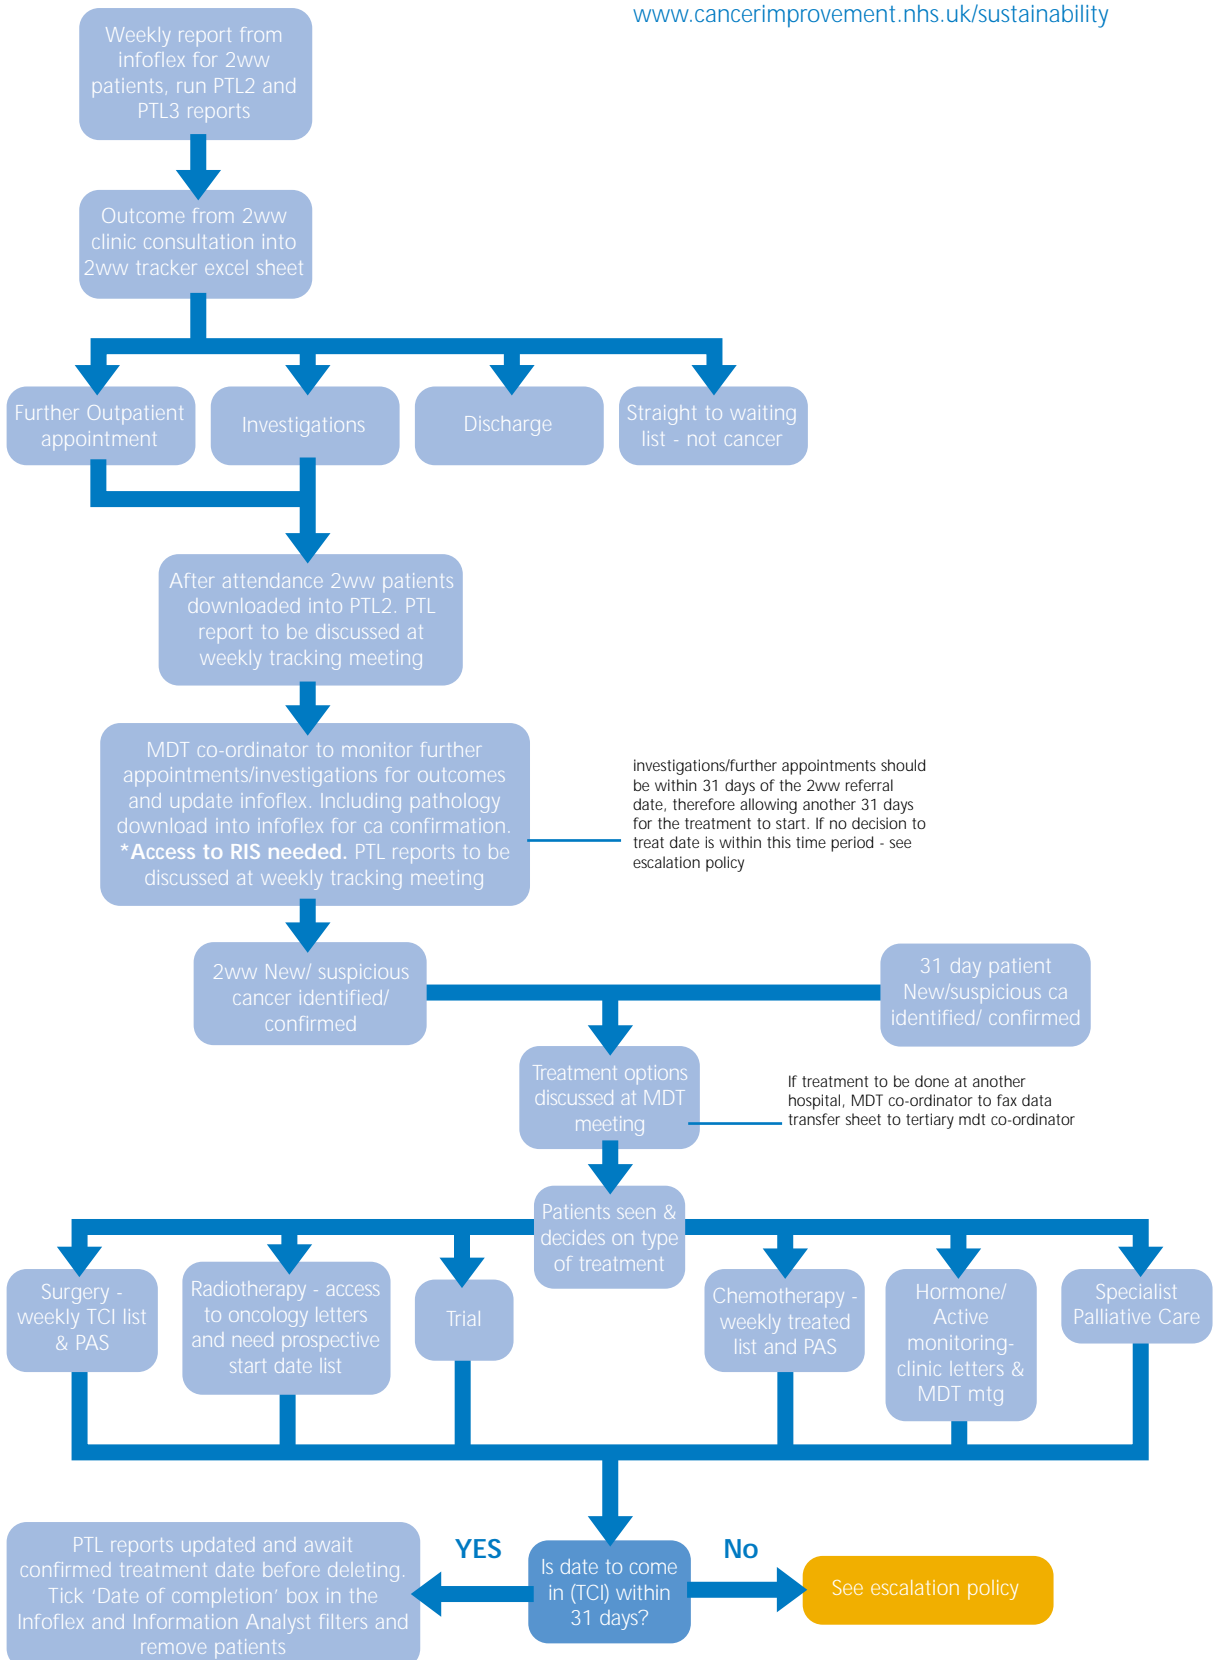 www.cancerimprovement.nhs.uk/sustainability
Weekly report from
infoflex for 2ww
patients, run PTL2 and
PTL3 reports
Outcome from 2ww
clinic consultation into
2ww tracker excel sheet
Further Outpatient
appointment
Investigations
Discharge
Straight to waiting
list - not cancer
After attendance 2ww patients
downloaded into PTL2. PTL
report to be discussed at
weekly tracking meeting
MDT co-ordinator to monitor further
appointments/investigations for outcomes
and update infoflex. Including pathology
download into infoflex for ca confirmation.
*Access to RIS needed. PTL reports to be
discussed at weekly tracking meeting
investigations/further appointments should
be within 31 days of the 2ww referral
date, therefore allowing another 31 days
for the treatment to start. If no decision to
treat date is within this time period - see
escalation policy
2ww New/ suspicious
cancer identified/
confirmed
31 day patient
New/suspicious ca
identified/ confirmed
Treatment options
discussed at MDT
meeting
If treatment to be done at another
hospital, MDT co-ordinator to fax data
transfer sheet to tertiary mdt co-ordinator
Patients seen &
decides on type
of treatment
Surgery -
weekly TCI list
& PAS
Radiotherapy - access
to oncology letters
and need prospective
start date list
Trial
Chemotherapy -
weekly treated
list and PAS
Hormone/
Active
monitoring-
clinic letters &
MDT mtg
Specialist
Palliative Care
PTL reports updated and await
confirmed treatment date before deleting.
Tick 'Date of completion' box in the
Infoflex and Information Analyst filters and
remove patients
YES
Is date to come
in (TCI) within
31 days?
No
See escalation policy